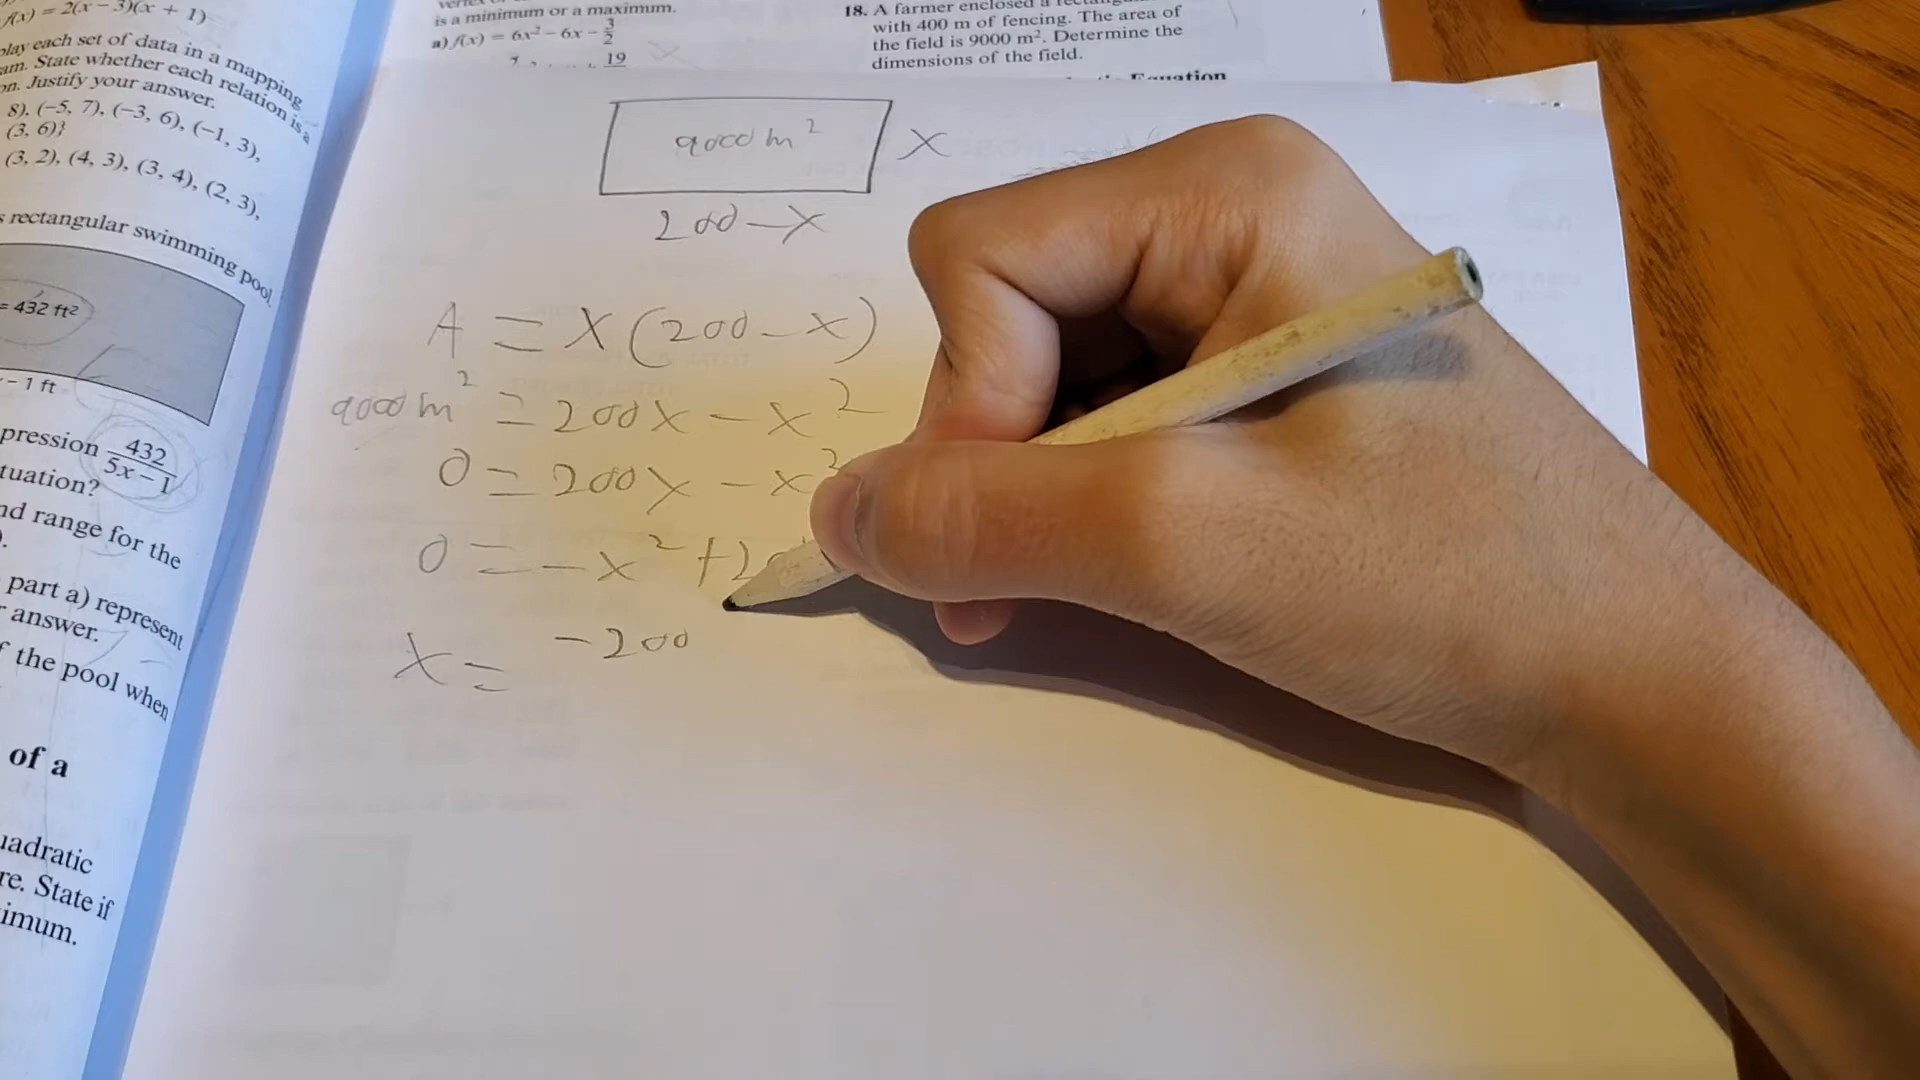 f(x) = 2(x − 3)(x + 1)
play each set of data in a mapping
am. State whether each relation is a
on. Justify your answer.
8), (−5, 7), (−3, 6), (−1, 3),
(3, 6)}
(3, 2), (4, 3), (3, 4), (2, 3),
s rectangular swimming pool
= 432 ft²
− 1 ft
pression 432/5x − 1
tuation?
nd range for the
part a) represent
answer.
f the pool when
of a
uadratic
re. State if
imum.
is a minimum or a maximum.
a) f(x) = 6x² − 6x − 3/2
19
18. A farmer enclosed a
with 400 m of fencing. The area of
the field is 9000 m². Determine the
dimensions of the field.
Equation
9000 m² X
200 − X
A = X(200 − X)
9000 m² = 200X − X²
0 = 200X − X²
0 = −X² + 2
X = −200